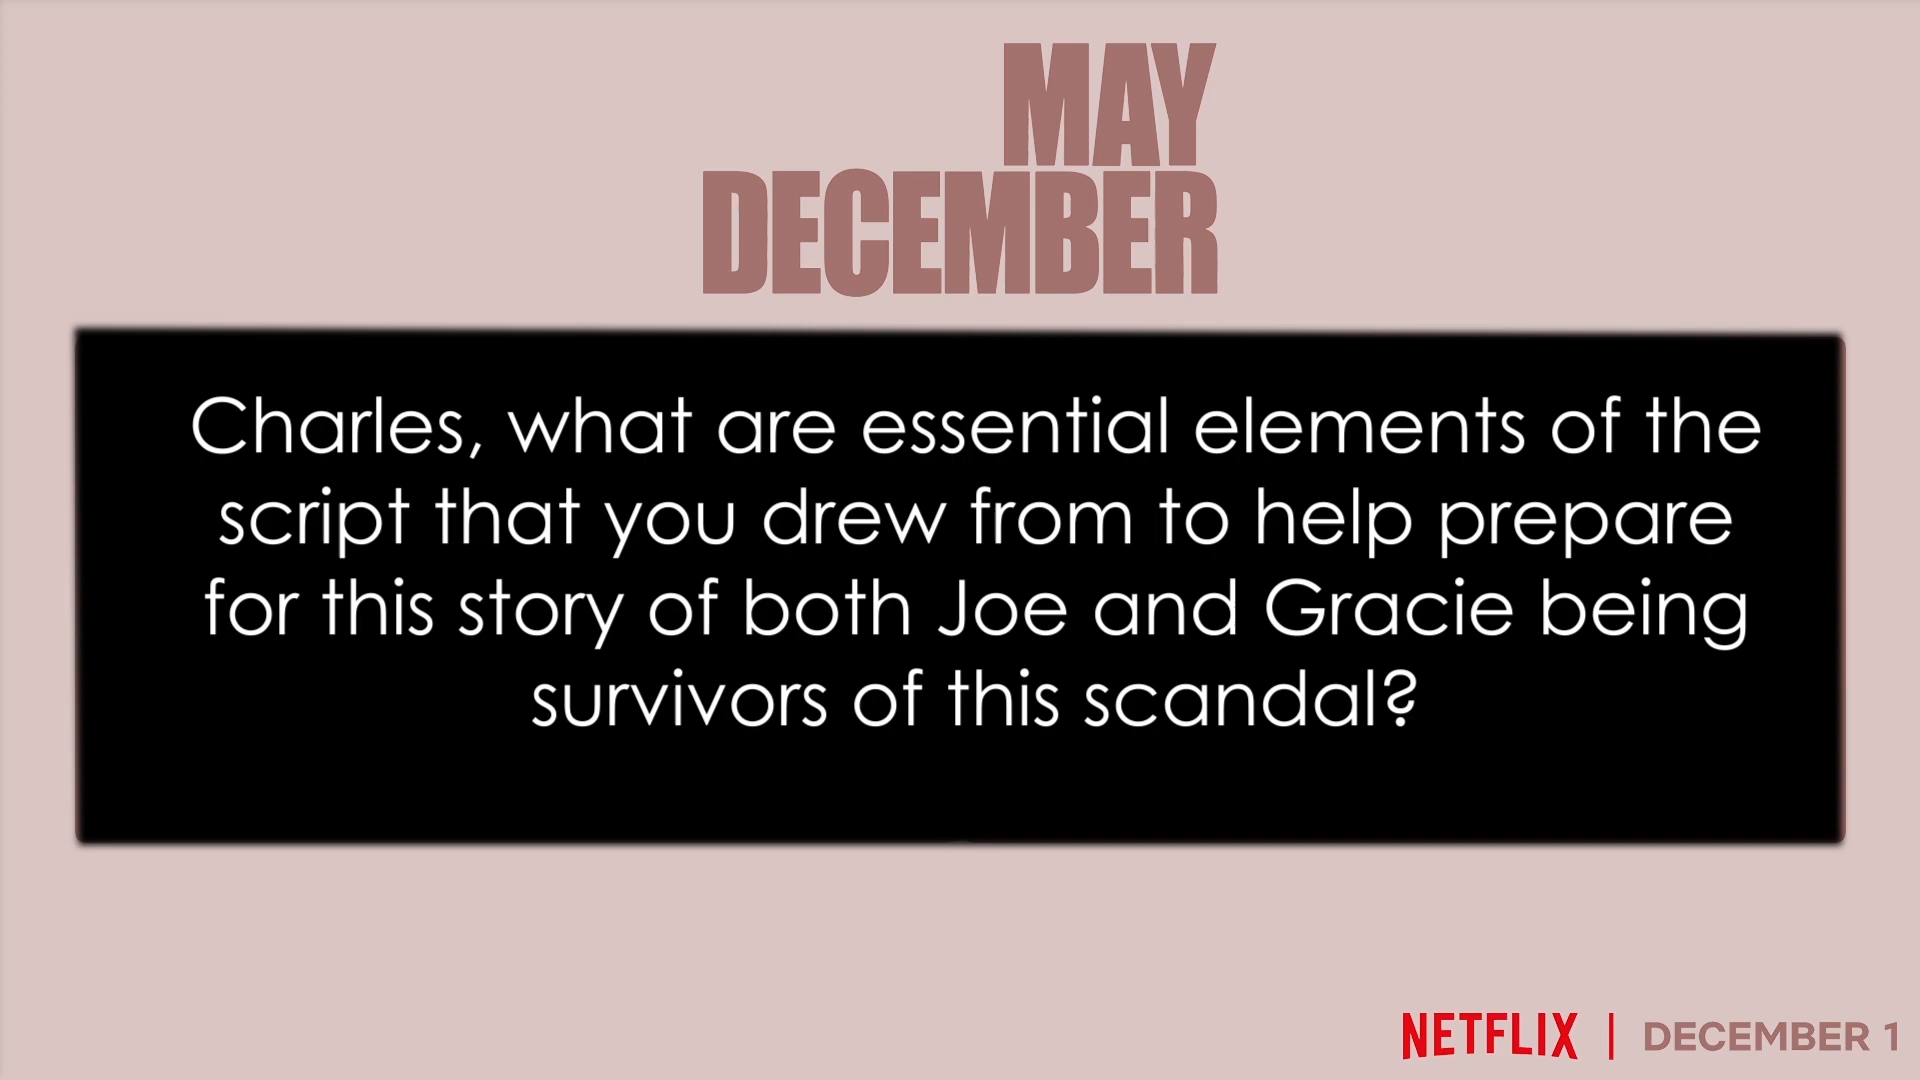 MAY
DECEMBER
Charles, what are essential elements of the
script that you drew from to help prepare
for this story of both Joe and Gracie being
survivors of this scandal?
NETFLIX | DECEMBER 1